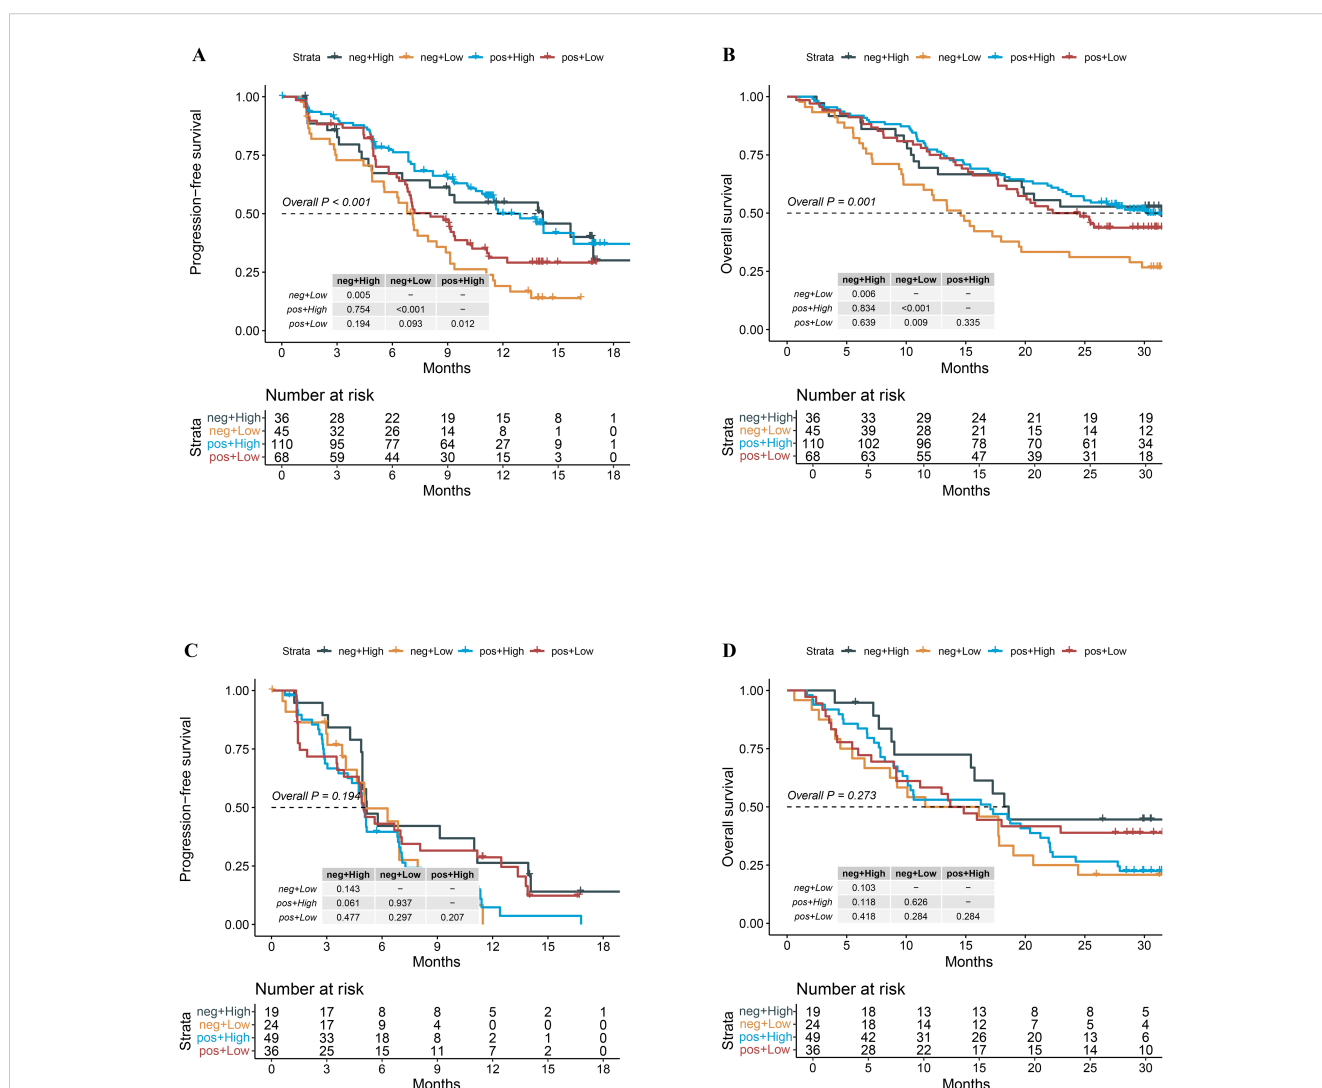 A
Strata neg+High neg+Low pos+High pos+Low
Progression−free survival
1.00
0.75
0.50
0.25
0.00
Overall P < 0.001
neg+High neg+Low pos+High
neg+Low 0.005 − −
pos+High 0.754 <0.001 −
pos+Low 0.194 0.093 0.012
0 3 6 9 12 15 18
Months
Number at risk
Strata
neg+High 36 28 22 19 15 8 1
neg+Low 45 32 26 14 8 1 0
pos+High 110 95 77 64 27 9 1
pos+Low 68 59 44 30 15 3 0
0 3 6 9 12 15 18
Months
B
Strata neg+High neg+Low pos+High pos+Low
Overall survival
1.00
0.75
0.50
0.25
0.00
Overall P = 0.001
neg+High neg+Low pos+High
neg+Low 0.006 − −
pos+High 0.834 <0.001 −
pos+Low 0.639 0.009 0.335
0 5 10 15 20 25 30
Months
Number at risk
Strata
neg+High 36 33 29 24 21 19 19
neg+Low 45 39 28 21 15 14 12
pos+High 110 102 96 78 70 61 34
pos+Low 68 63 55 47 39 31 18
0 5 10 15 20 25 30
Months
C
Strata neg+High neg+Low pos+High pos+Low
Progression−free survival
1.00
0.75
0.50
0.25
0.00
Overall P = 0.194
neg+High neg+Low pos+High
neg+Low 0.143 − −
pos+High 0.061 0.937 −
pos+Low 0.477 0.297 0.207
0 3 6 9 12 15 18
Months
Number at risk
Strata
neg+High 19 17 8 8 5 2 1
neg+Low 24 17 9 4 0 0 0
pos+High 49 33 18 8 2 1 0
pos+Low 36 25 15 11 7 2 0
0 3 6 9 12 15 18
Months
D
Strata neg+High neg+Low pos+High pos+Low
Overall survival
1.00
0.75
0.50
0.25
0.00
Overall P = 0.273
neg+High neg+Low pos+High
neg+Low 0.103 − −
pos+High 0.118 0.626 −
pos+Low 0.418 0.284 0.284
0 5 10 15 20 25 30
Months
Number at risk
Strata
neg+High 19 18 13 13 8 8 5
neg+Low 24 18 14 12 7 5 4
pos+High 49 42 31 26 20 13 6
pos+Low 36 28 22 17 15 14 10
0 5 10 15 20 25 30
Months